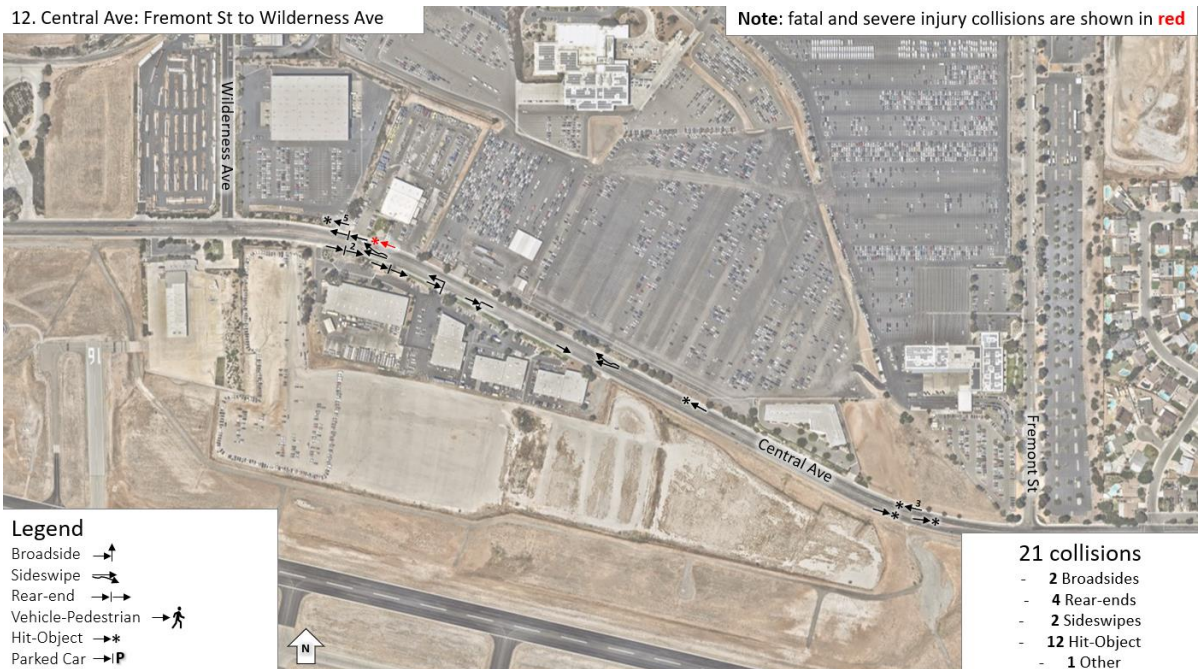 12. Central Ave: Fremont St to Wilderness Ave
Note: fatal and severe injury collisions are shown in red
Wilderness Ave
5
2
16
Central Ave
Fremont St
3
Legend
Broadside
Sideswipe
Rear-end
Vehicle-Pedestrian
Hit-Object
Parked Car P
N
21 collisions
- 2 Broadsides
- 4 Rear-ends
- 2 Sideswipes
- 12 Hit-Object
- 1 Other